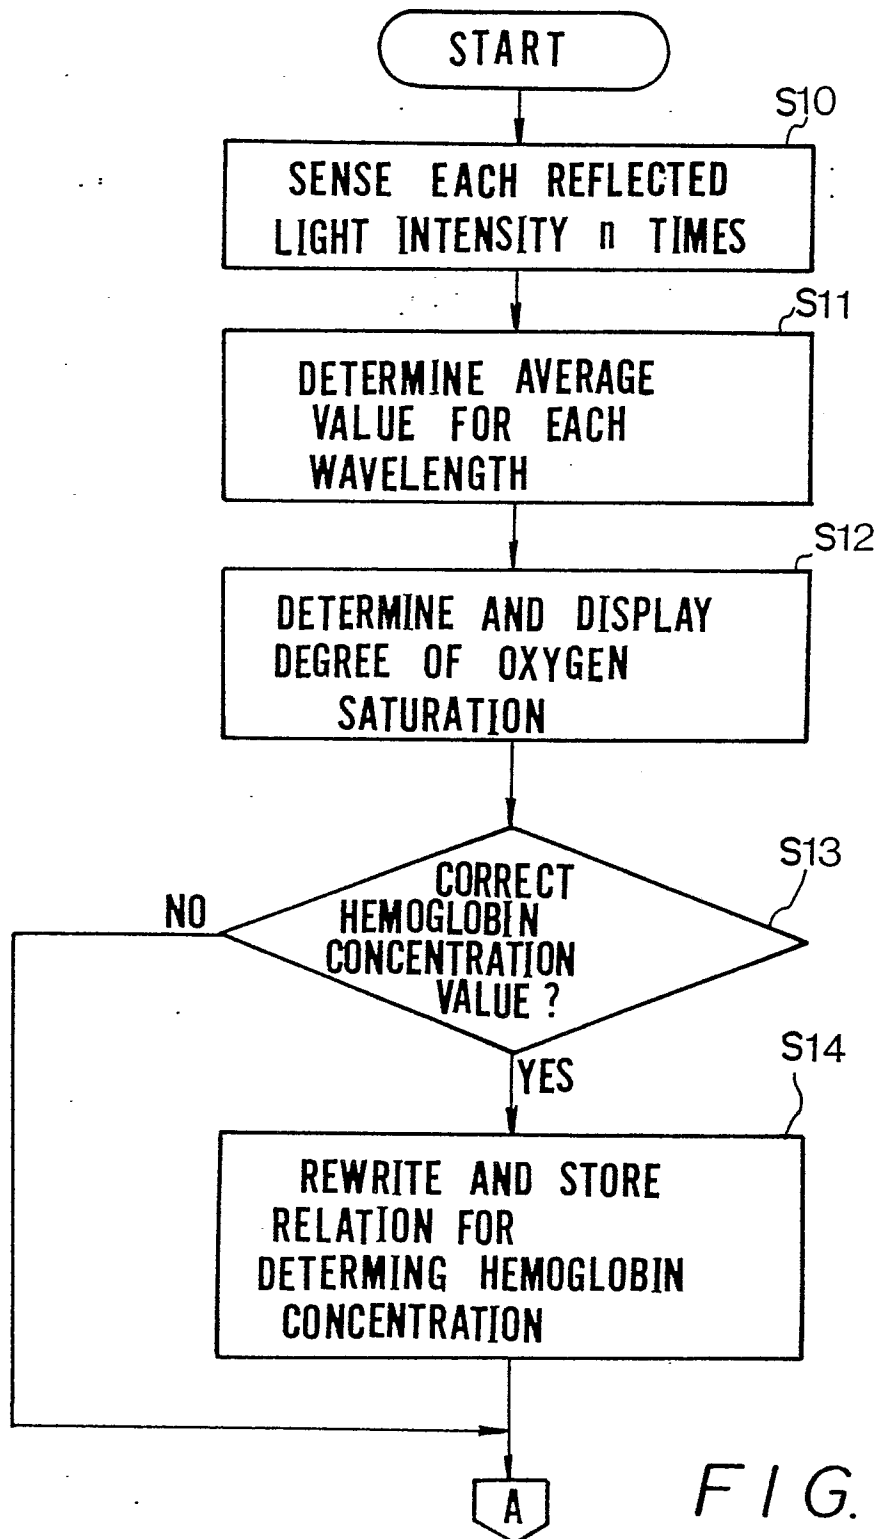 START
S10
SENSE EACH REFLECTED
LIGHT INTENSITY n TIMES
S11
DETERMINE AVERAGE
VALUE FOR EACH
WAVELENGTH
S12
DETERMINE AND DISPLAY
DEGREE OF OXYGEN
SATURATION
S13
CORRECT
HEMOGLOBIN
CONCENTRATION
VALUE ?
NO
YES
S14
REWRITE AND STORE
RELATION FOR
DETERMING HEMOGLOBIN
CONCENTRATION
A
FIG.